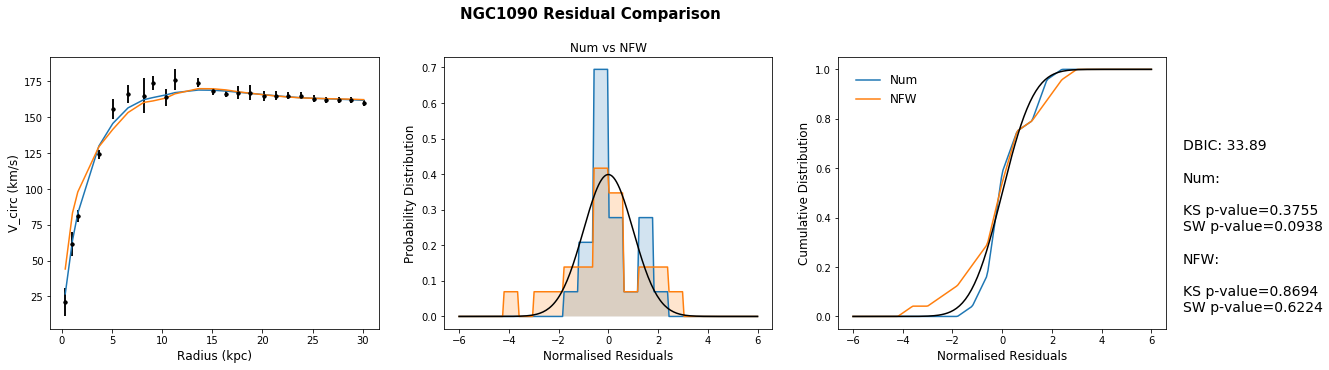 NGC1090 Residual Comparison
V_circ (km/s)
175
150
125
100
75
50
25
0
5
10
15
20
25
30
Radius (kpc)
Num vs NFW
Probability Distribution
0.7
0.6
0.5
0.4
0.3
0.2
0.1
0.0
−6
−4
−2
0
2
4
6
Normalised Residuals
Cumulative Distribution
1.0
0.8
0.6
0.4
0.2
0.0
Num
NFW
−6
−4
−2
0
2
4
6
Normalised Residuals
DBIC: 33.89
Num:
KS p-value=0.3755
SW p-value=0.0938
NFW:
KS p-value=0.8694
SW p-value=0.6224